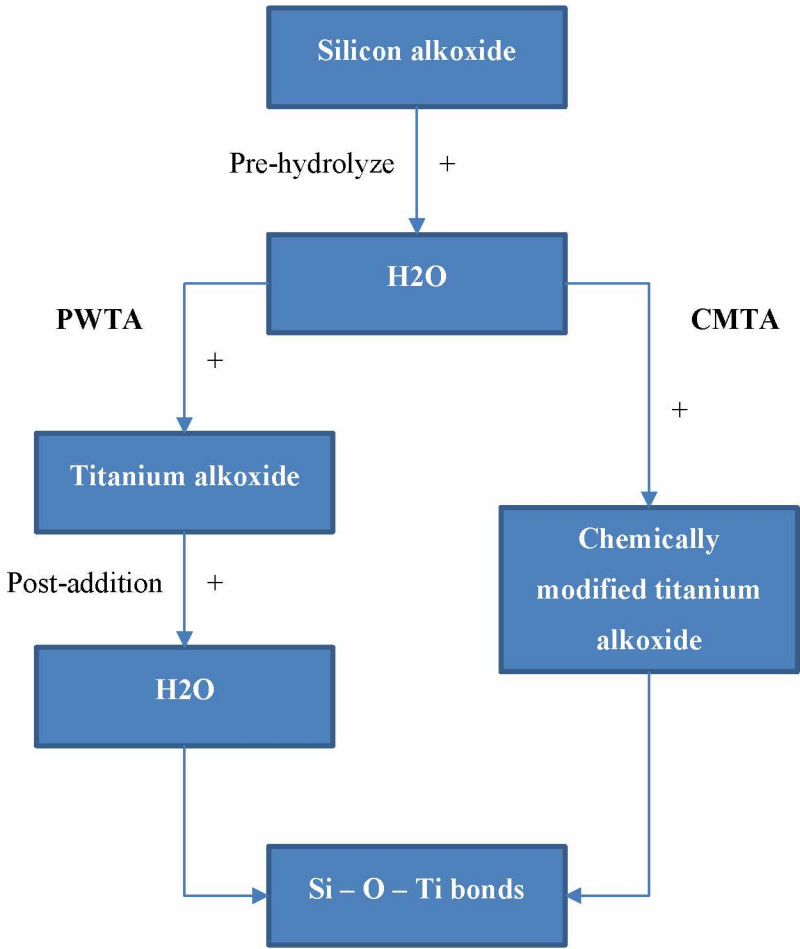 Silicon alkoxide
Pre-hydrolyze +
H2O
PWTA
CMTA
+
+
Titanium alkoxide
Chemically
modified titanium
alkoxide
Post-addition +
H2O
Si – O – Ti bonds